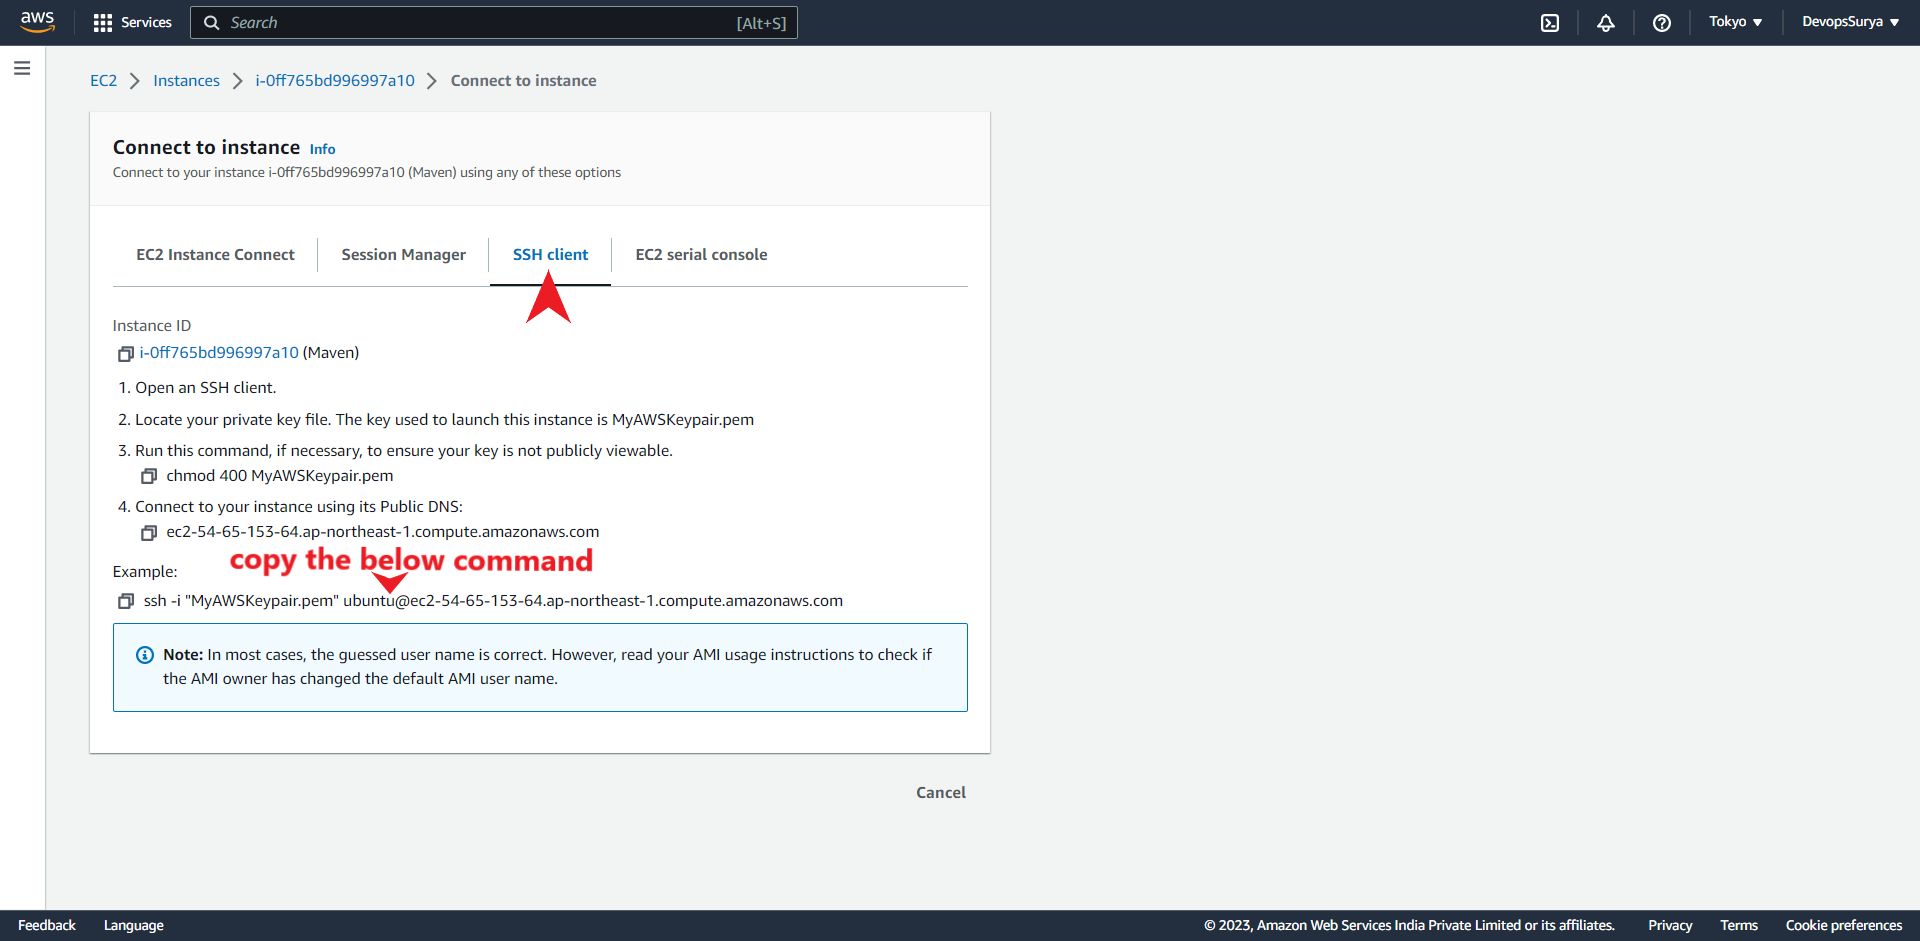 aws
Services
Search
[Alt+S]
Tokyo
DevopsSurya
EC2
Instances
i-0ff765bd996997a10
Connect to instance
Connect to instance Info
Connect to your instance i-0ff765bd996997a10 (Maven) using any of these options
EC2 Instance Connect
Session Manager
SSH client
EC2 serial console
Instance ID
i-0ff765bd996997a10 (Maven)
1. Open an SSH client.
2. Locate your private key file. The key used to launch this instance is MyAWSKeypair.pem
3. Run this command, if necessary, to ensure your key is not publicly viewable.
chmod 400 MyAWSKeypair.pem
4. Connect to your instance using its Public DNS:
ec2-54-65-153-64.ap-northeast-1.compute.amazonaws.com
copy the below command
Example:
ssh -i "MyAWSKeypair.pem" ubuntu@ec2-54-65-153-64.ap-northeast-1.compute.amazonaws.com
Note: In most cases, the guessed user name is correct. However, read your AMI usage instructions to check if
the AMI owner has changed the default AMI user name.
Cancel
Feedback
Language
© 2023, Amazon Web Services India Private Limited or its affiliates.
Privacy
Terms
Cookie preferences